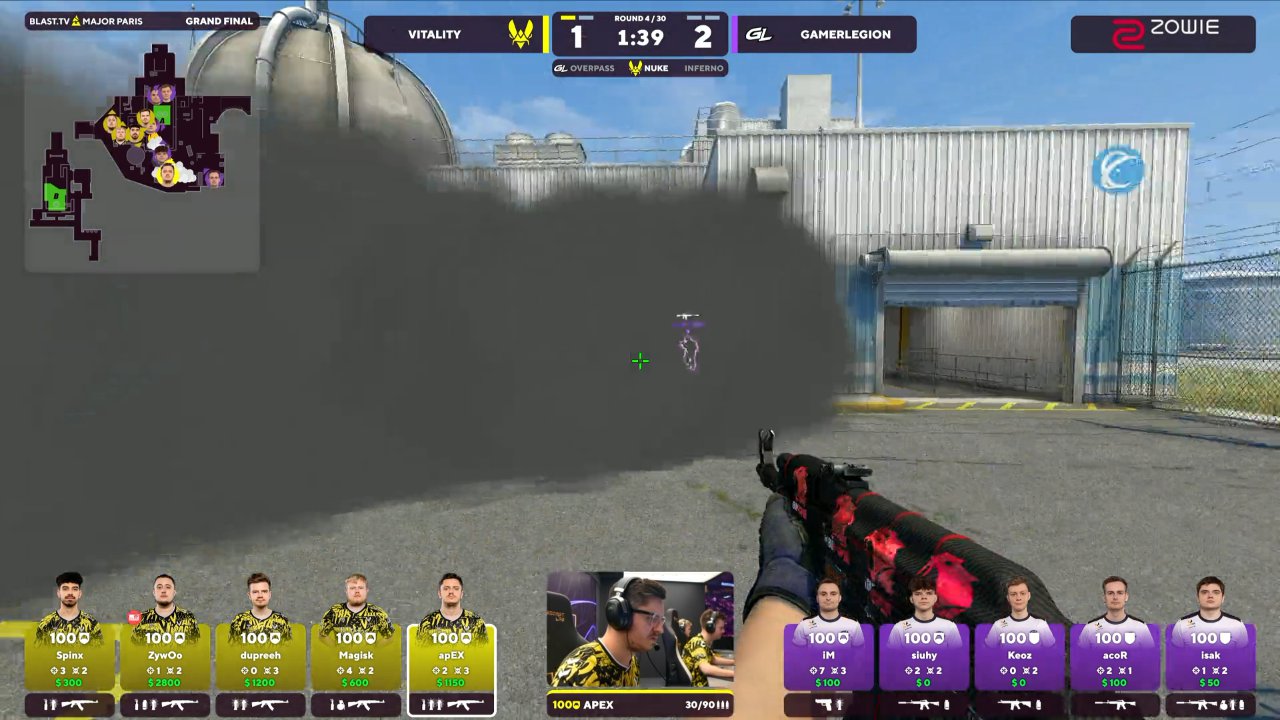 BLAST.TV MAJOR PARIS GRAND FINAL
VITALITY
1
ROUND 4 / 30
1:39
2
GL
GAMERLEGION
ZOWIE
GL OVERPASS NUKE INFERNO
100 100 100 100 100
Spinx ZywOo dupreeh Magisk apEX
3 2 1 2 0 3 4 2 2 3
$300 $2800 $1200 $600 $1150
100 APEX 30/90
100 100 100 100 100
iM siuhy Keoz acoR isak
7 3 2 2 0 2 2 1 1 2
$100 $0 $0 $100 $50